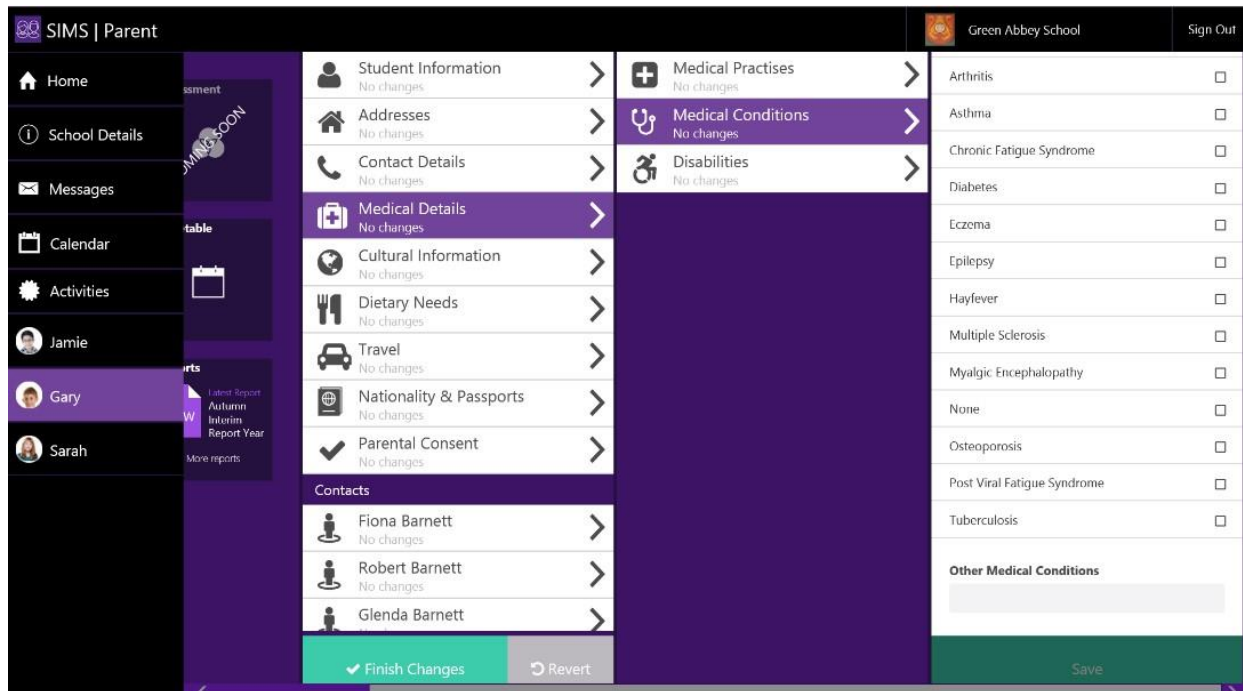 SIMS | Parent
Green Abbey School
Sign Out
Home
School Details
Messages
Calendar
Activities
Jamie
Gary
Sarah
ssment
OMING SOON
table
rts
Latest Report
W
Autumn
Interim
Report Year
More reports
Student Information
No changes
Addresses
No changes
Contact Details
No changes
Medical Details
No changes
Cultural Information
No changes
Dietary Needs
No changes
Travel
No changes
Nationality & Passports
No changes
Parental Consent
No changes
Contacts
Fiona Barnett
No changes
Robert Barnett
No changes
Glenda Barnett
Finish Changes
Revert
Medical Practises
No changes
Medical Conditions
No changes
Disabilities
No changes
Arthritis
Asthma
Chronic Fatigue Syndrome
Diabetes
Eczema
Epilepsy
Hayfever
Multiple Sclerosis
Myalgic Encephalopathy
None
Osteoporosis
Post Viral Fatigue Syndrome
Tuberculosis
Other Medical Conditions
Save